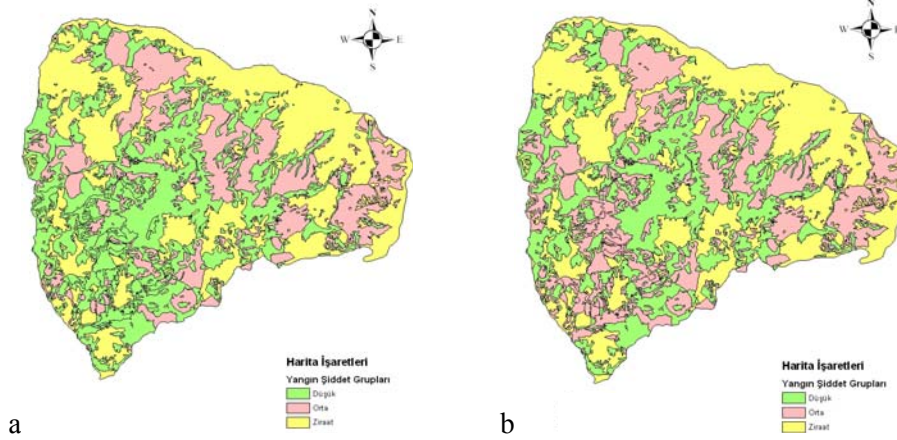 N
W E
S
Harita İşaretleri
Yangın Şiddet Grupları
Düşük
Orta
Ziraat
a
N
W E
S
Harita İşaretleri
Yangın Şiddet Grupları
Düşük
Orta
Ziraat
b